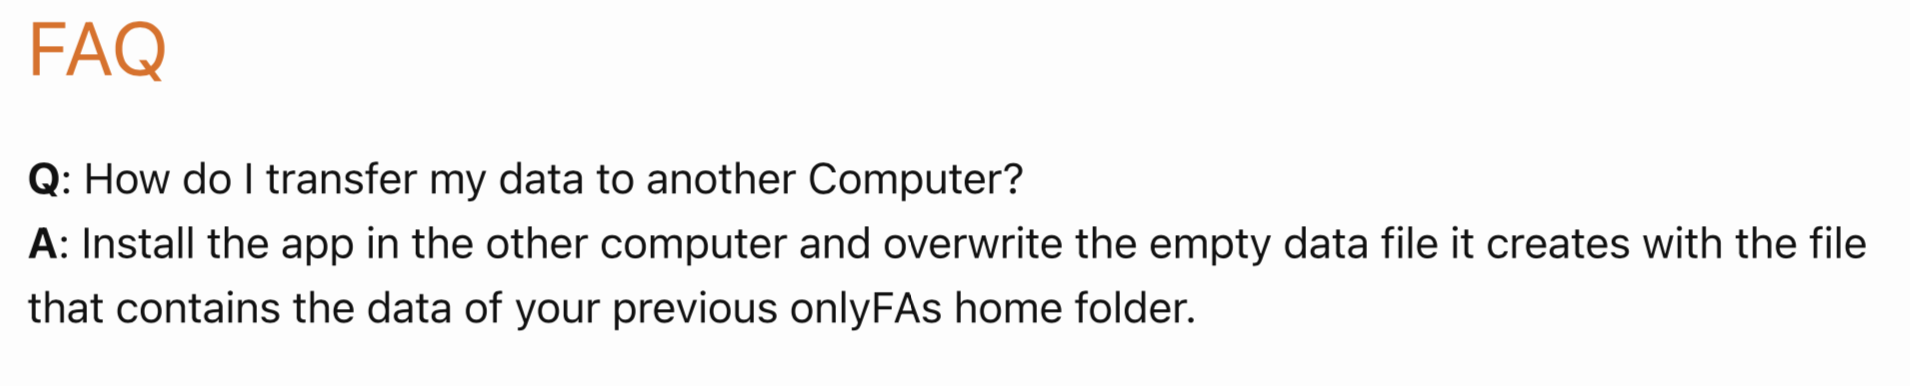 FAQ
Q: How do I transfer my data to another Computer?
A: Install the app in the other computer and overwrite the empty data file it creates with the file
that contains the data of your previous onlyFAs home folder.